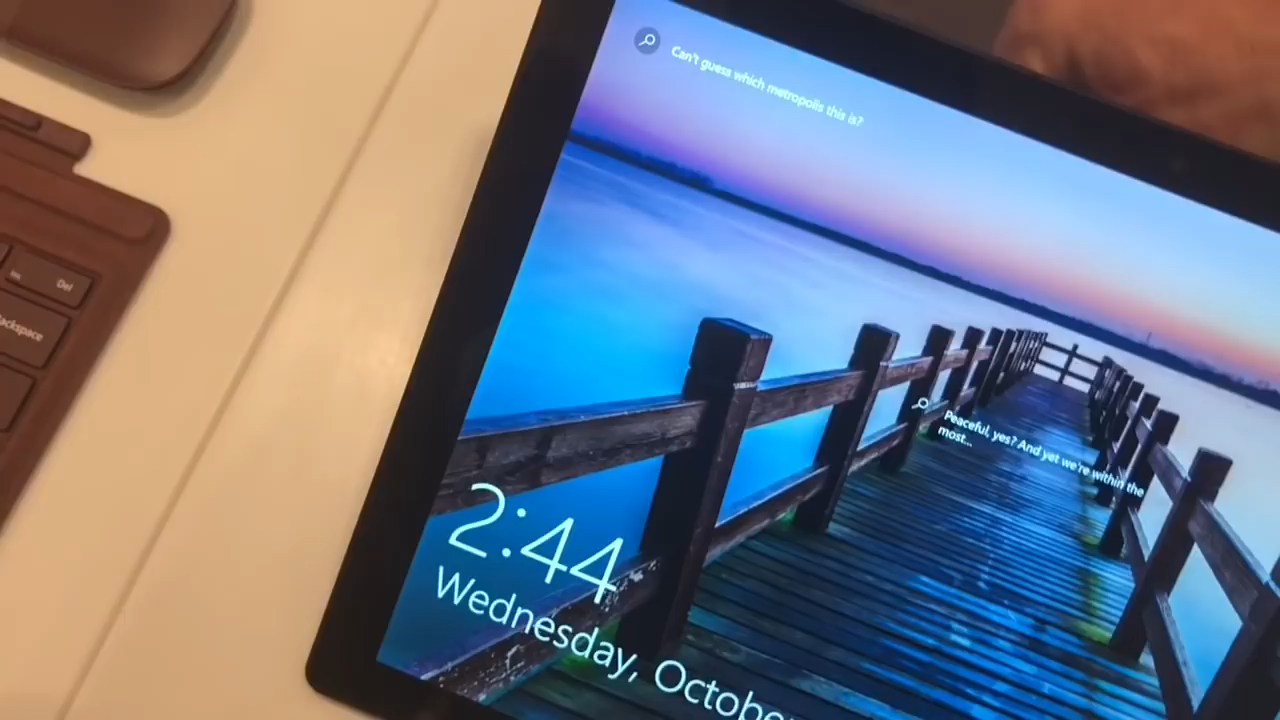 Can't guess which metropolis this is?
Peaceful, yes? And yet we're within the
most...
2:44
Wednesday, October
Del
Backspace